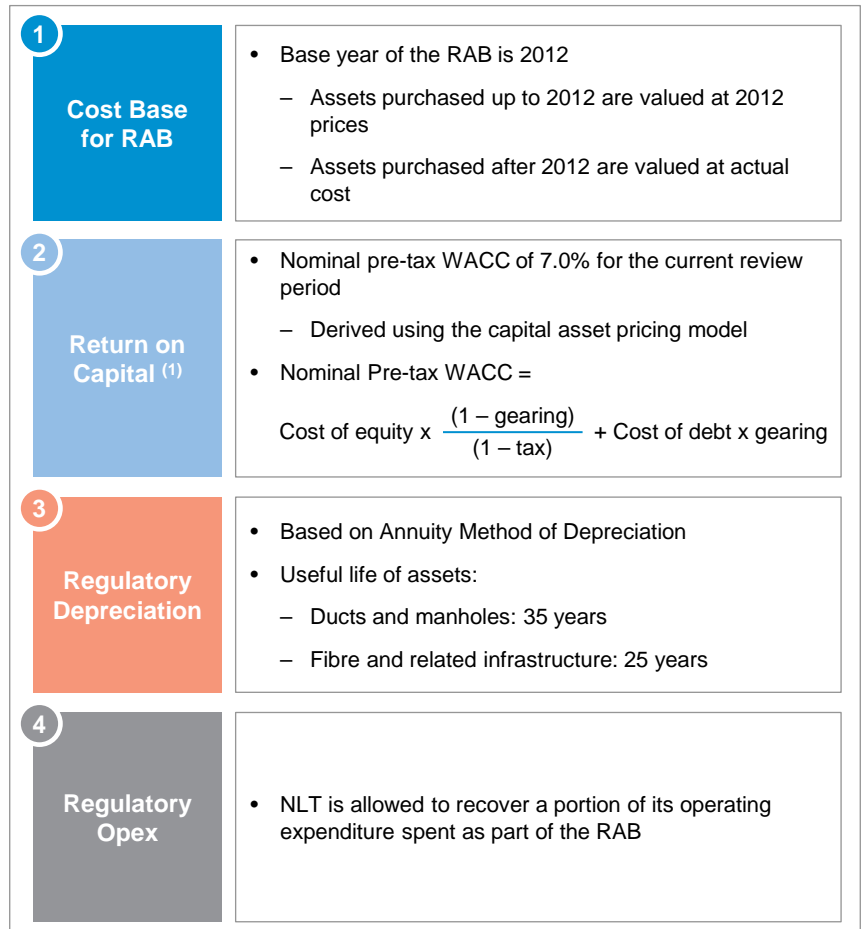 1
Cost Base
for RAB
• Base year of the RAB is 2012
– Assets purchased up to 2012 are valued at 2012
prices
– Assets purchased after 2012 are valued at actual
cost
2
Return on
Capital (1)
• Nominal pre-tax WACC of 7.0% for the current review
period
– Derived using the capital asset pricing model
• Nominal Pre-tax WACC =
Cost of equity x (1 – gearing) / (1 – tax) + Cost of debt x gearing
3
Regulatory
Depreciation
• Based on Annuity Method of Depreciation
• Useful life of assets:
– Ducts and manholes: 35 years
– Fibre and related infrastructure: 25 years
4
Regulatory
Opex
• NLT is allowed to recover a portion of its operating
expenditure spent as part of the RAB